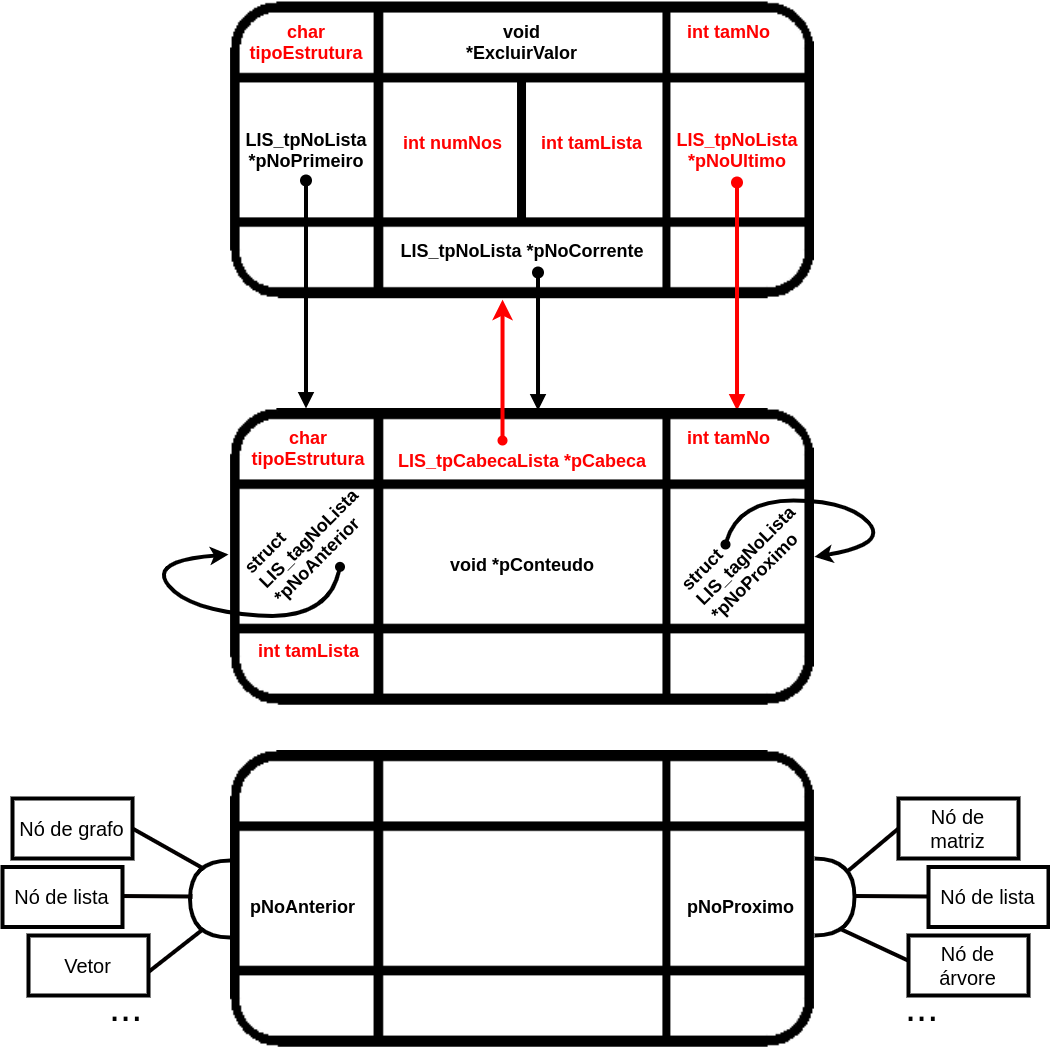 char
tipoEstrutura
void
*ExcluirValor
int tamNo
LIS_tpNoLista
*pNoPrimeiro
int numNos
int tamLista
LIS_tpNoLista
*pNoUltimo
LIS_tpNoLista *pNoCorrente
char
tipoEstrutura
LIS_tpCabecaLista *pCabeca
int tamNo
struct
LIS_tagNoLista
*pNoAnterior
void *pConteudo
struct
LIS_tagNoLista
*pNoProximo
int tamLista
Nó de grafo
Nó de lista
Vetor
...
pNoAnterior
pNoProximo
Nó de
matriz
Nó de lista
Nó de
árvore
...